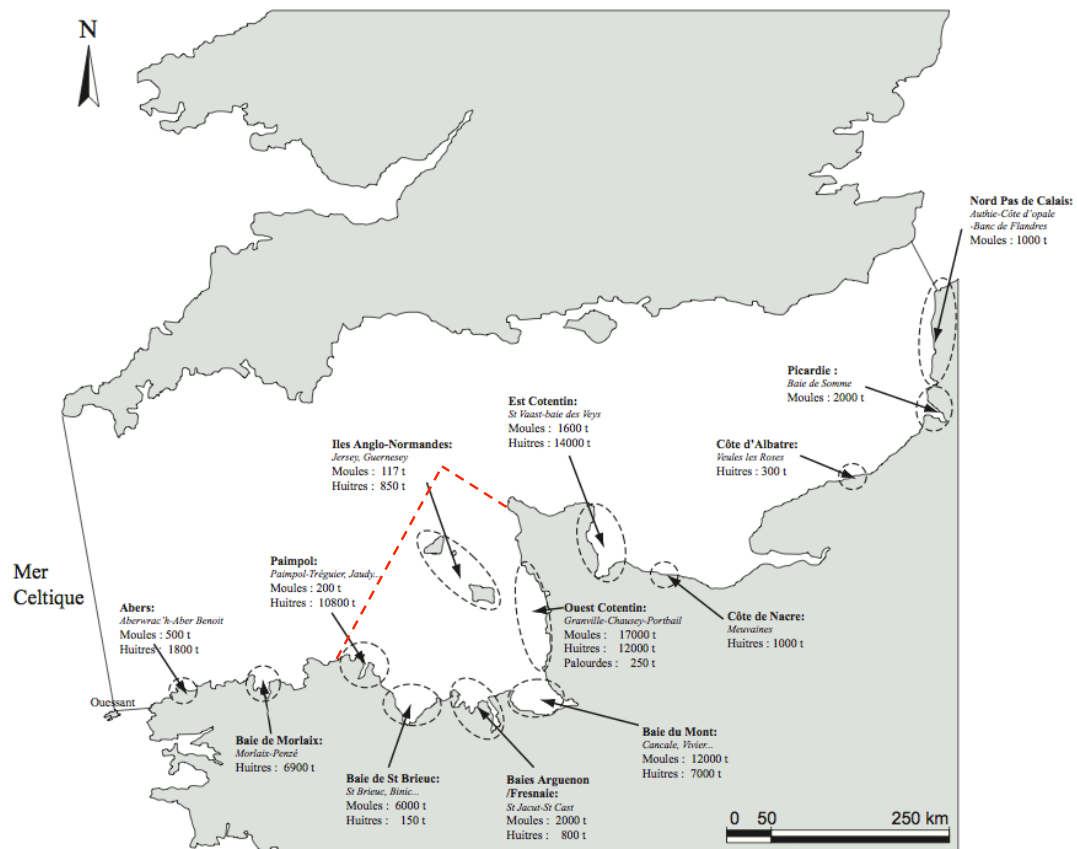 N
Nord Pas de Calais:
Authie-Côte d'opale
-Banc de Flandres
Moules : 1000 t
Picardie :
Baie de Somme
Moules : 2000 t
Est Cotentin:
St Vaast-baie des Veys
Moules : 1600 t
Huitres : 14000 t
Iles Anglo-Normandes:
Jersey, Guernesey
Moules : 117 t
Huitres : 850 t
Côte d'Albatre:
Veules les Roses
Huitres : 300 t
Mer
Celtique
Paimpol:
Paimpol-Tréguier, Jaudy...
Moules : 200 t
Huitres : 10800 t
Abers:
Aberwrac'h-Aber Benoit
Moules : 500 t
Huitres : 1800 t
Ouessant
Ouest Cotentin:
Granville-Chausey-Portbail
Moules : 17000 t
Huitres : 12000 t
Palourdes : 250 t
Côte de Nacre:
Meuvaines
Huitres : 1000 t
Baie de Morlaix:
Morlaix-Penzé
Huitres : 6900 t
Baie de St Brieuc:
St Brieuc, Binic...
Moules : 6000 t
Huitres : 150 t
Baies Arguenon
/Fresnaie:
St Jacut-St Cast
Moules : 2000 t
Huitres : 800 t
Baie du Mont:
Cancale, Vivier...
Moules : 12000 t
Huitres : 7000 t
0 50 250 km